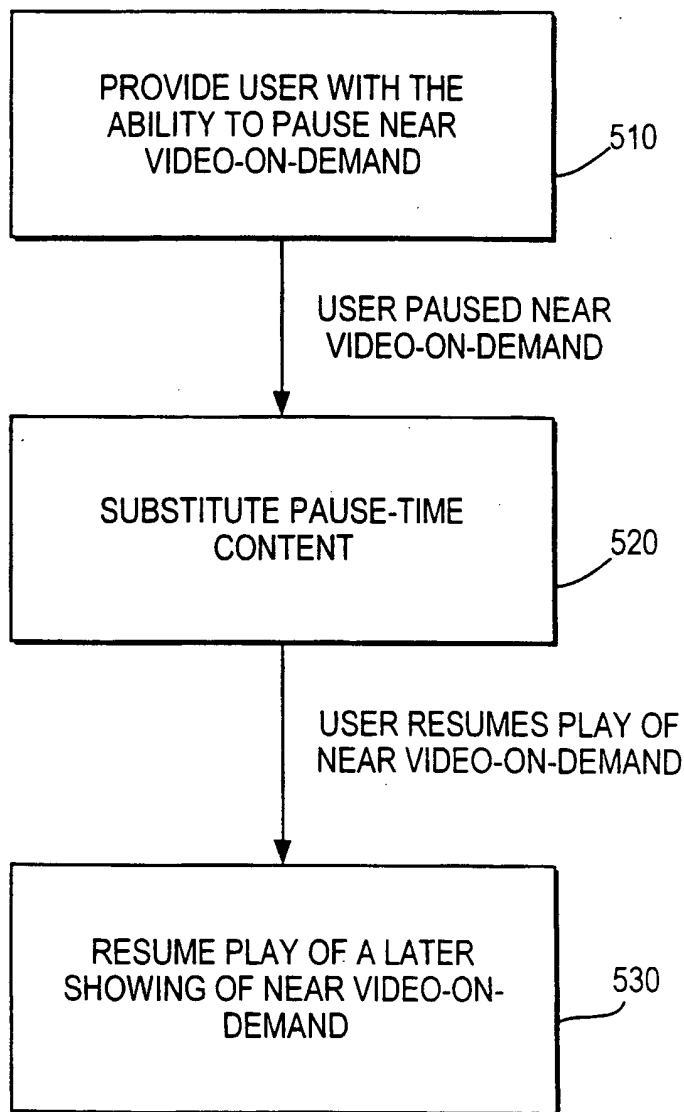 PROVIDE USER WITH THE
ABILITY TO PAUSE NEAR
VIDEO-ON-DEMAND
510
USER PAUSED NEAR
VIDEO-ON-DEMAND
SUBSTITUTE PAUSE-TIME
CONTENT
520
USER RESUMES PLAY OF
NEAR VIDEO-ON-DEMAND
RESUME PLAY OF A LATER
SHOWING OF NEAR VIDEO-ON-
DEMAND
530